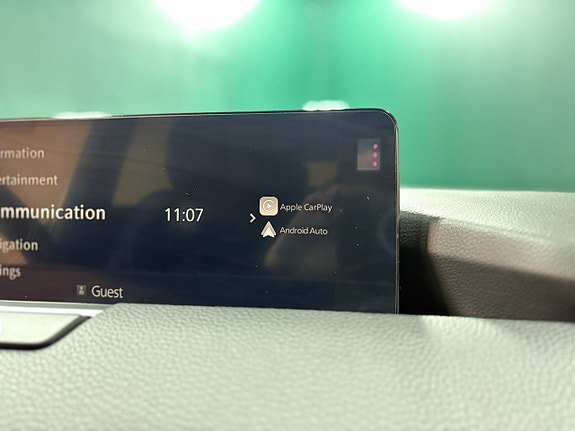 rmation
ertainment
mmunication
igation
ings
11:07
Apple CarPlay
Android Auto
Guest